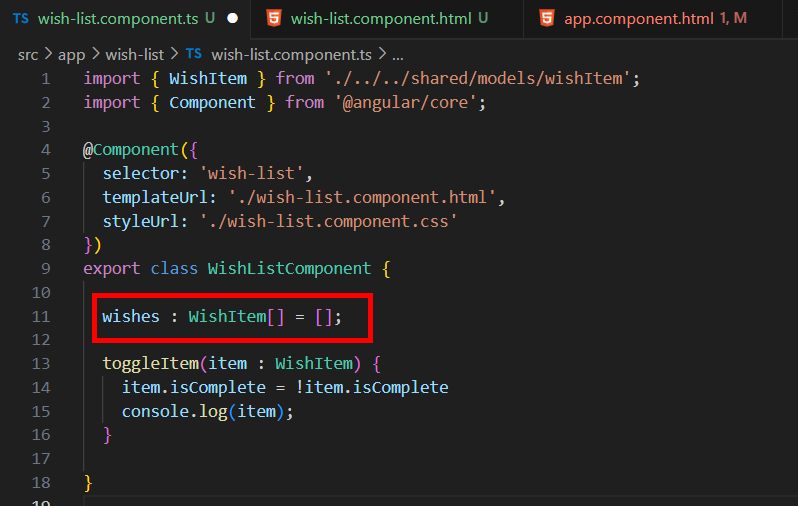 TS wish-list.component.ts U
wish-list.component.html U
app.component.html 1, M
src > app > wish-list > TS wish-list.component.ts > ...
1 import { WishItem } from './../../shared/models/wishItem';
2 import { Component } from '@angular/core';
3
4 @Component({
5 selector: 'wish-list',
6 templateUrl: './wish-list.component.html',
7 styleUrl: './wish-list.component.css'
8 })
9 export class WishListComponent {
10
11 wishes : WishItem[] = [];
12
13 toggleItem(item : WishItem) {
14 item.isComplete = !item.isComplete
15 console.log(item);
16 }
17
18 }
19